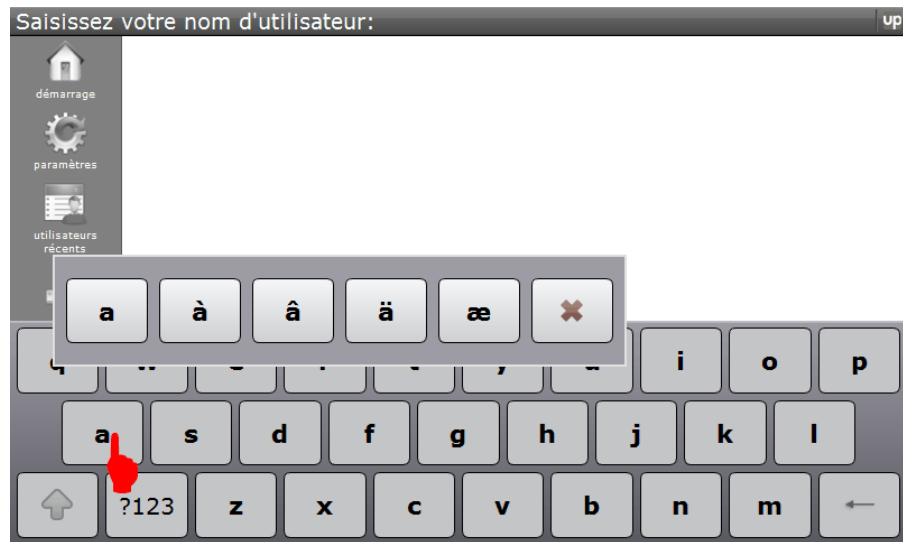 Saisissez votre nom d'utilisateur:
up
démarrage
paramètres
utilisateurs
récents
a à â ä æ
i o p
a s d f g h j k l
?123 z x c v b n m